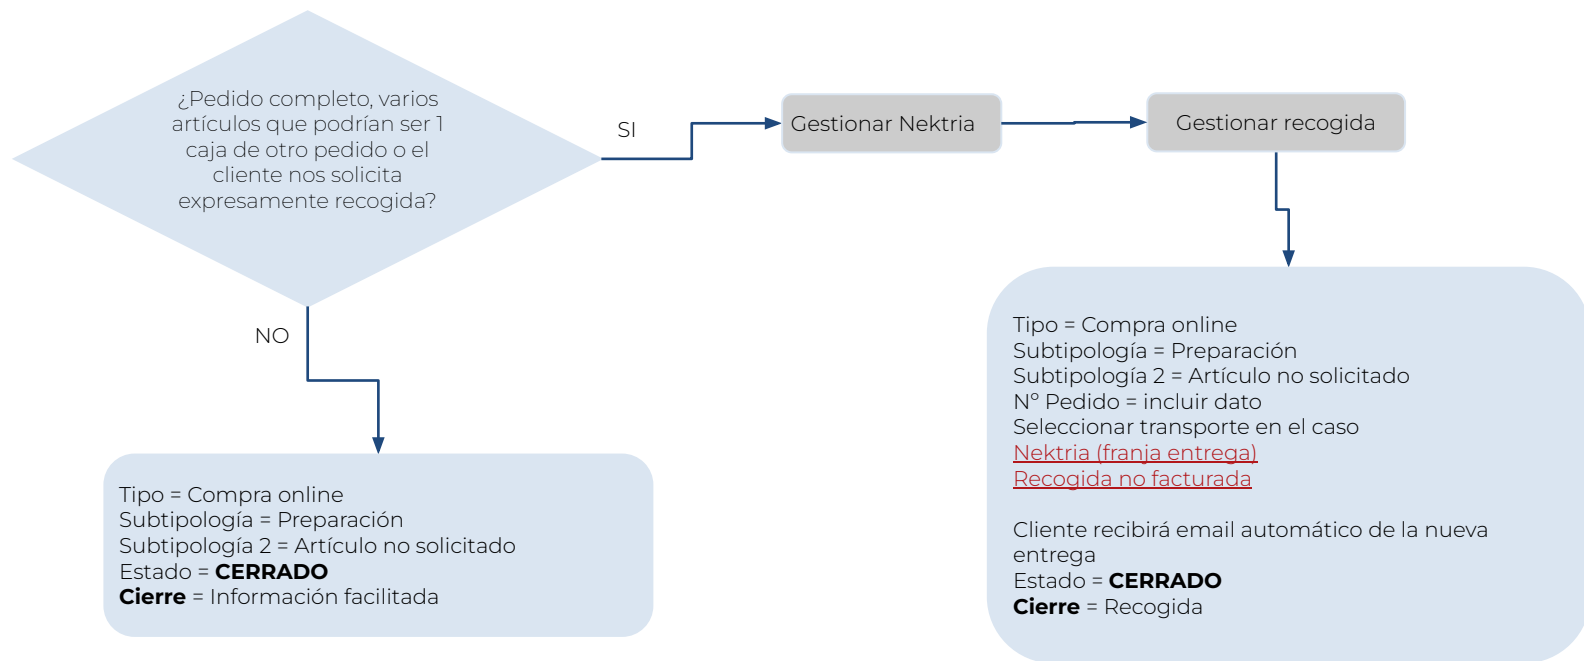 ¿Pedido completo, varios
artículos que podrían ser 1
caja de otro pedido o el
cliente nos solicita
expresamente recogida?
SI
Gestionar Nektria
Gestionar recogida
NO
Tipo = Compra online
Subtipología = Preparación
Subtipología 2 = Artículo no solicitado
Estado = CERRADO
Cierre = Información facilitada
Tipo = Compra online
Subtipología = Preparación
Subtipología 2 = Artículo no solicitado
Nº Pedido = incluir dato
Seleccionar transporte en el caso
Nektria (franja entrega)
Recogida no facturada
Cliente recibirá email automático de la nueva
entrega
Estado = CERRADO
Cierre = Recogida